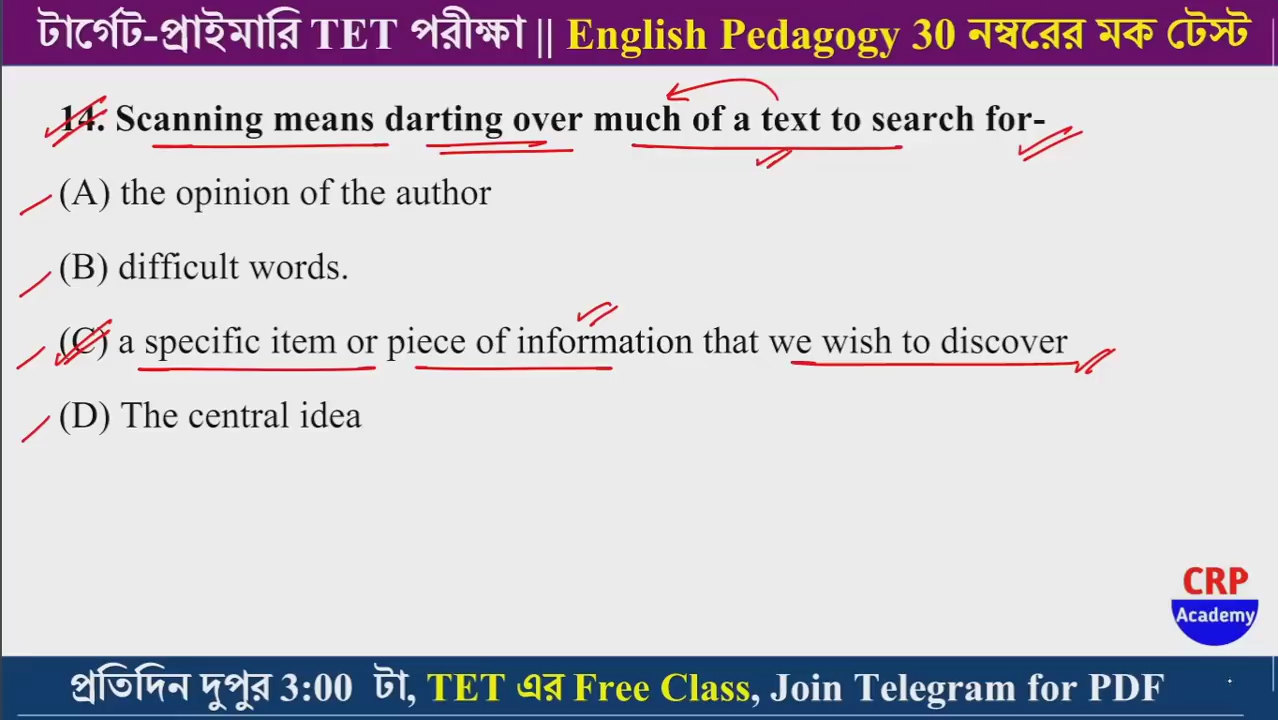 টার্গেট-প্রাইমারি TET পরীক্ষা || English Pedagogy 30 নম্বরের মক টেস্ট
14. Scanning means darting over much of a text to search for-
(A) the opinion of the author
(B) difficult words.
(C) a specific item or piece of information that we wish to discover
(D) The central idea
CRP
Academy
প্রতিদিন দুপুর 3:00 টা, TET এর Free Class, Join Telegram for PDF